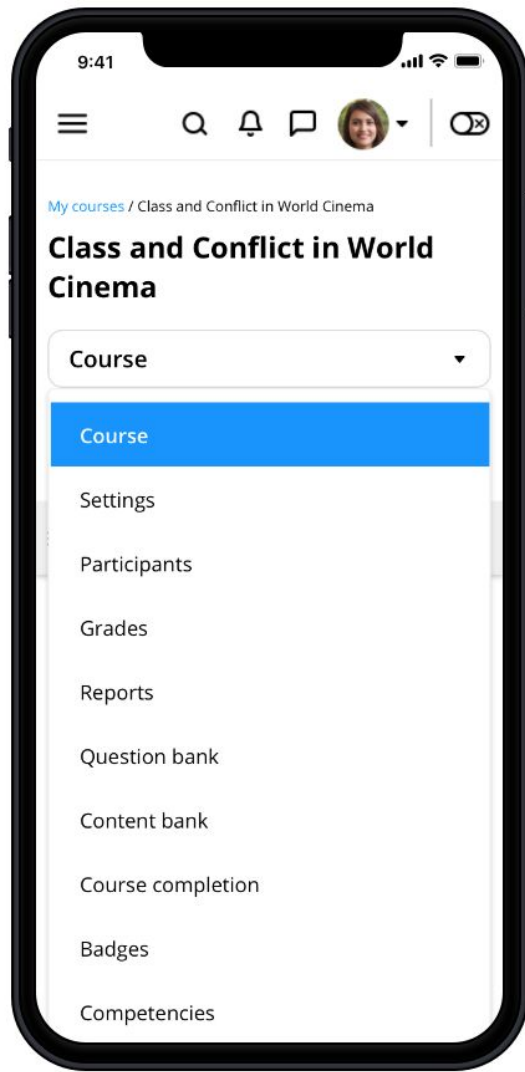 9:41
My courses / Class and Conflict in World Cinema
Class and Conflict in World
Cinema
Course
Course
Settings
Participants
Grades
Reports
Question bank
Content bank
Course completion
Badges
Competencies